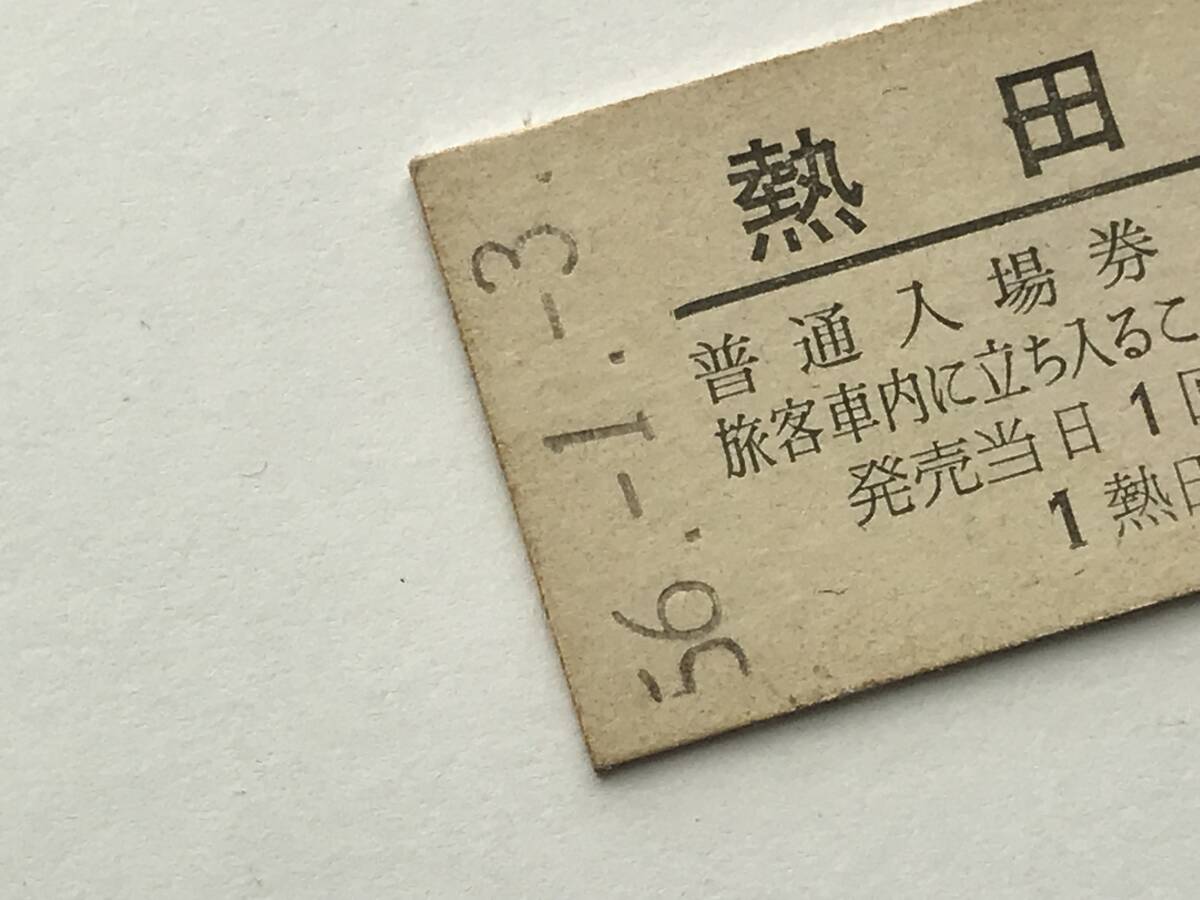 56.-1.-3.
熱田
普通入場券
旅客車内に立ち入るこ
発売当日1回
1熱田